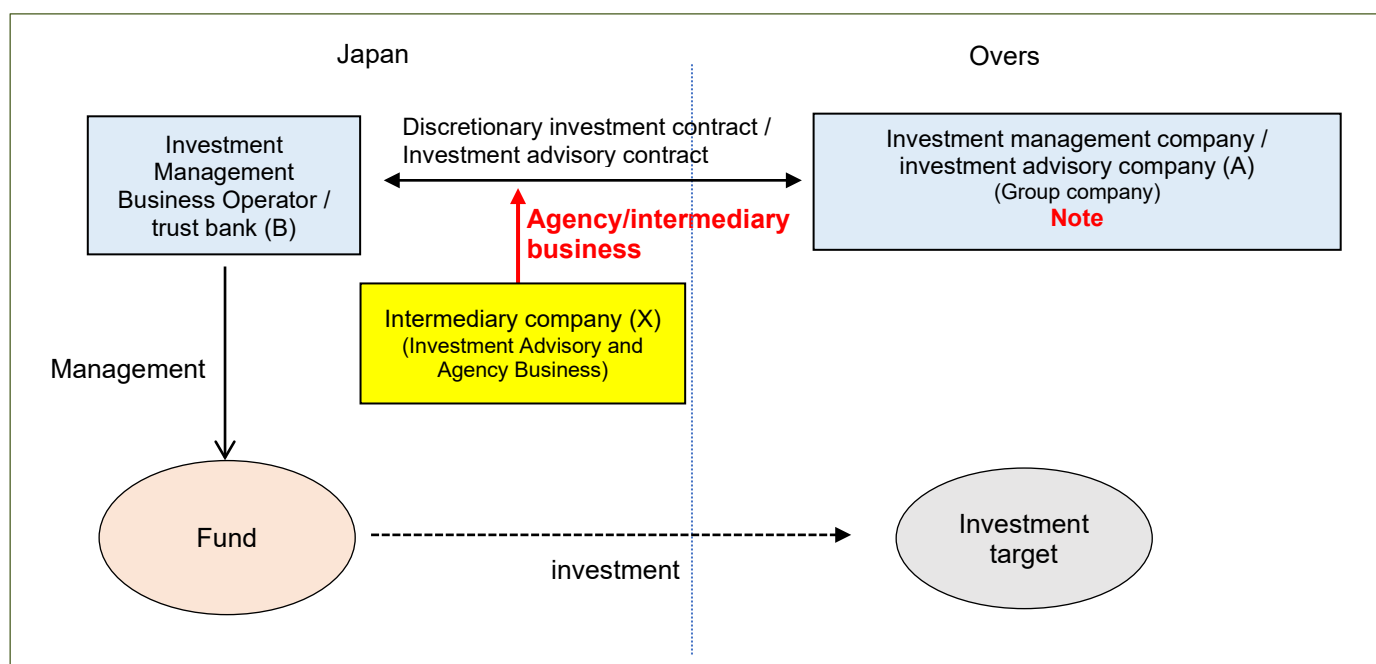 Japan
Overs
Investment
Management
Business Operator /
trust bank (B)
Discretionary investment contract /
Investment advisory contract
Investment management company /
investment advisory company (A)
(Group company)
Note
Agency/intermediary
business
Intermediary company (X)
(Investment Advisory and
Agency Business)
Management
Fund
investment
Investment
target